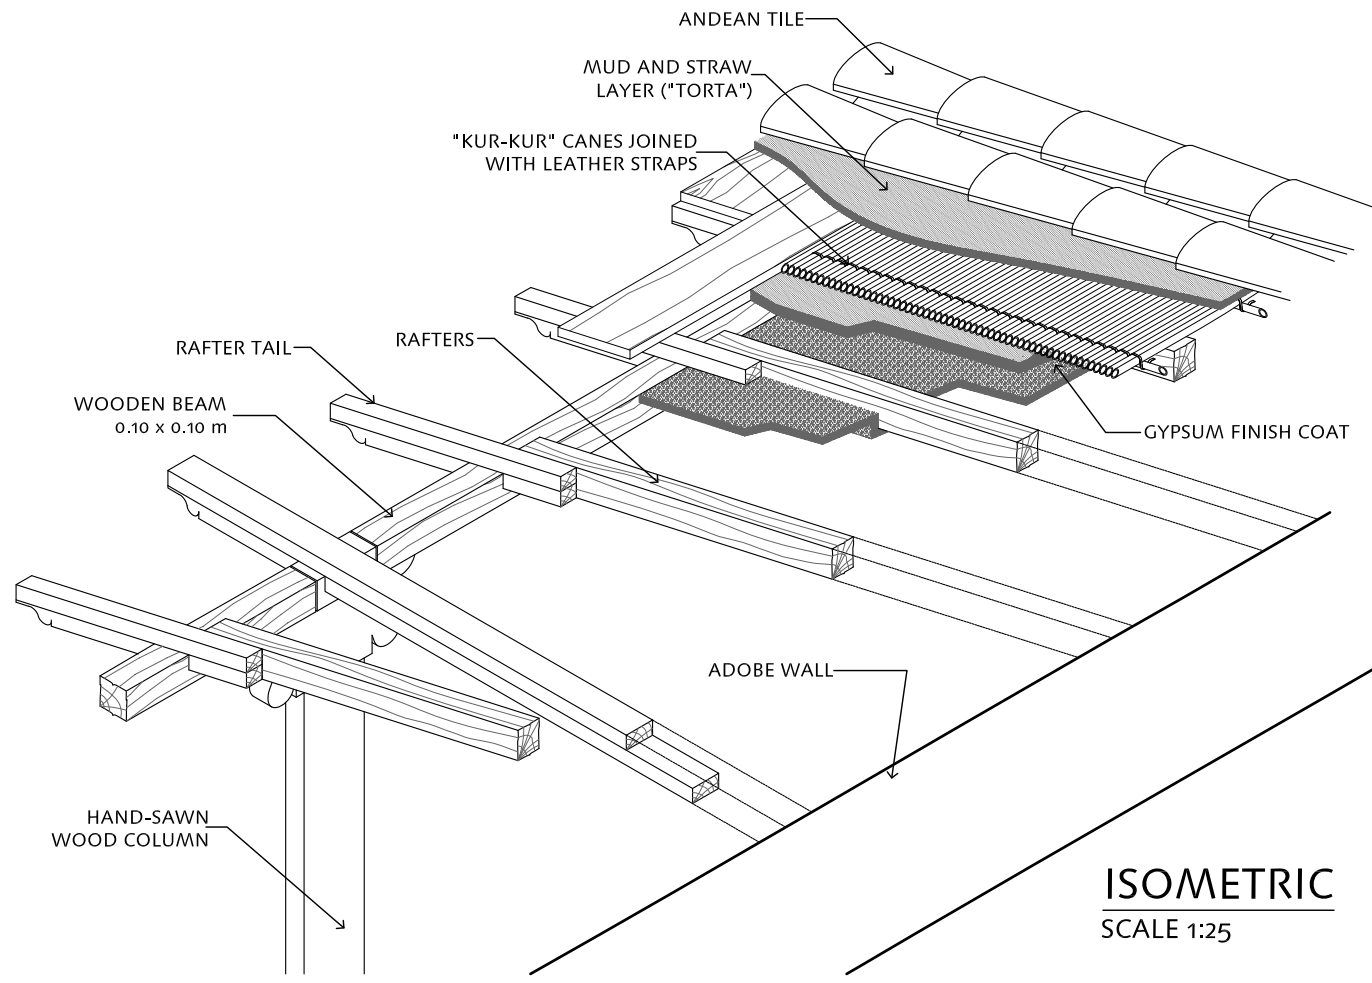 ANDEAN TILE
MUD AND STRAW
LAYER ("TORTA")
"KUR-KUR" CANES JOINED
WITH LEATHER STRAPS
RAFTER TAIL
RAFTERS
WOODEN BEAM
0.10 x 0.10 m
GYPSUM FINISH COAT
ADOBE WALL
HAND-SAWN
WOOD COLUMN
ISOMETRIC
SCALE 1:25